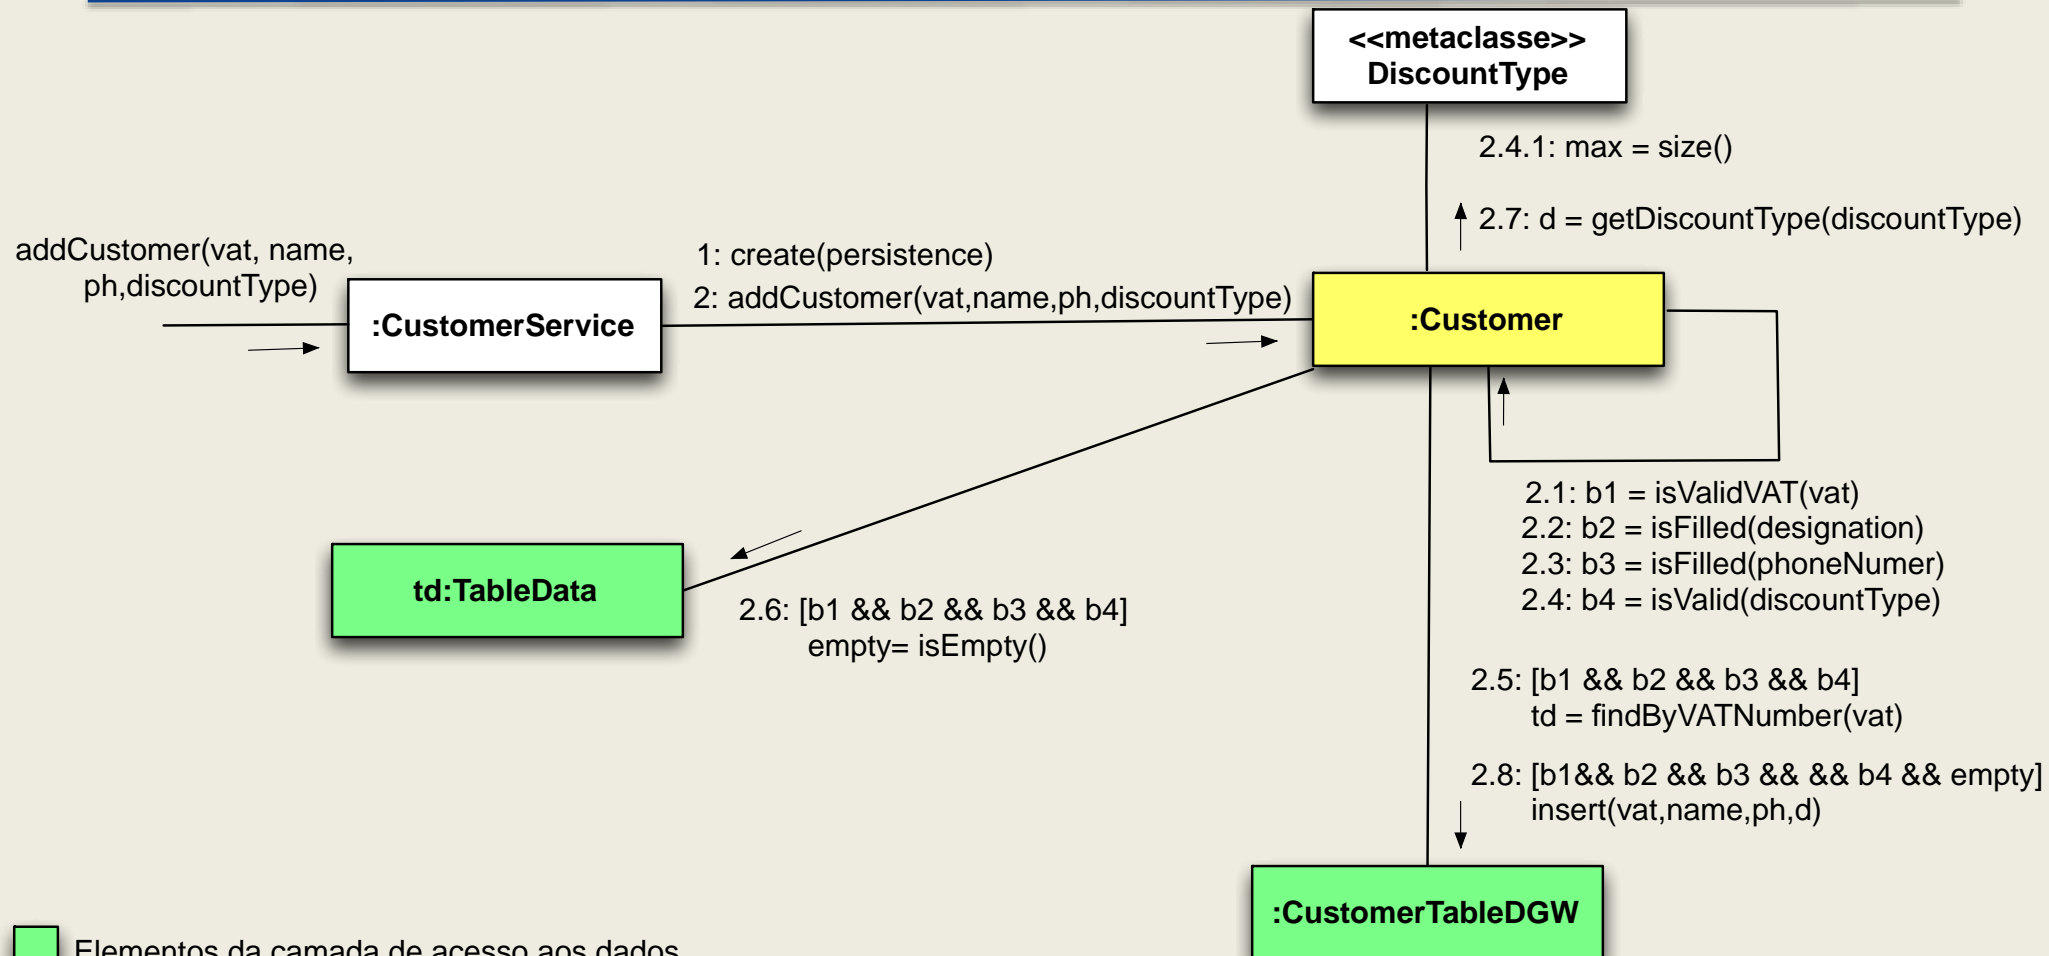 <<metaclasse>>
DiscountType
2.4.1: max = size()
2.7: d = getDiscountType(discountType)
addCustomer(vat, name,
ph,discountType)
:CustomerService
1: create(persistence)
2: addCustomer(vat,name,ph,discountType)
:Customer
2.1: b1 = isValidVAT(vat)
2.2: b2 = isFilled(designation)
2.3: b3 = isFilled(phoneNumer)
2.4: b4 = isValid(discountType)
td:TableData
2.6: [b1 && b2 && b3 && b4]
empty= isEmpty()
2.5: [b1 && b2 && b3 && b4]
td = findByVATNumber(vat)
2.8: [b1&& b2 && b3 && && b4 && empty]
insert(vat,name,ph,d)
:CustomerTableDGW
Elementos da camada de acesso aos dados